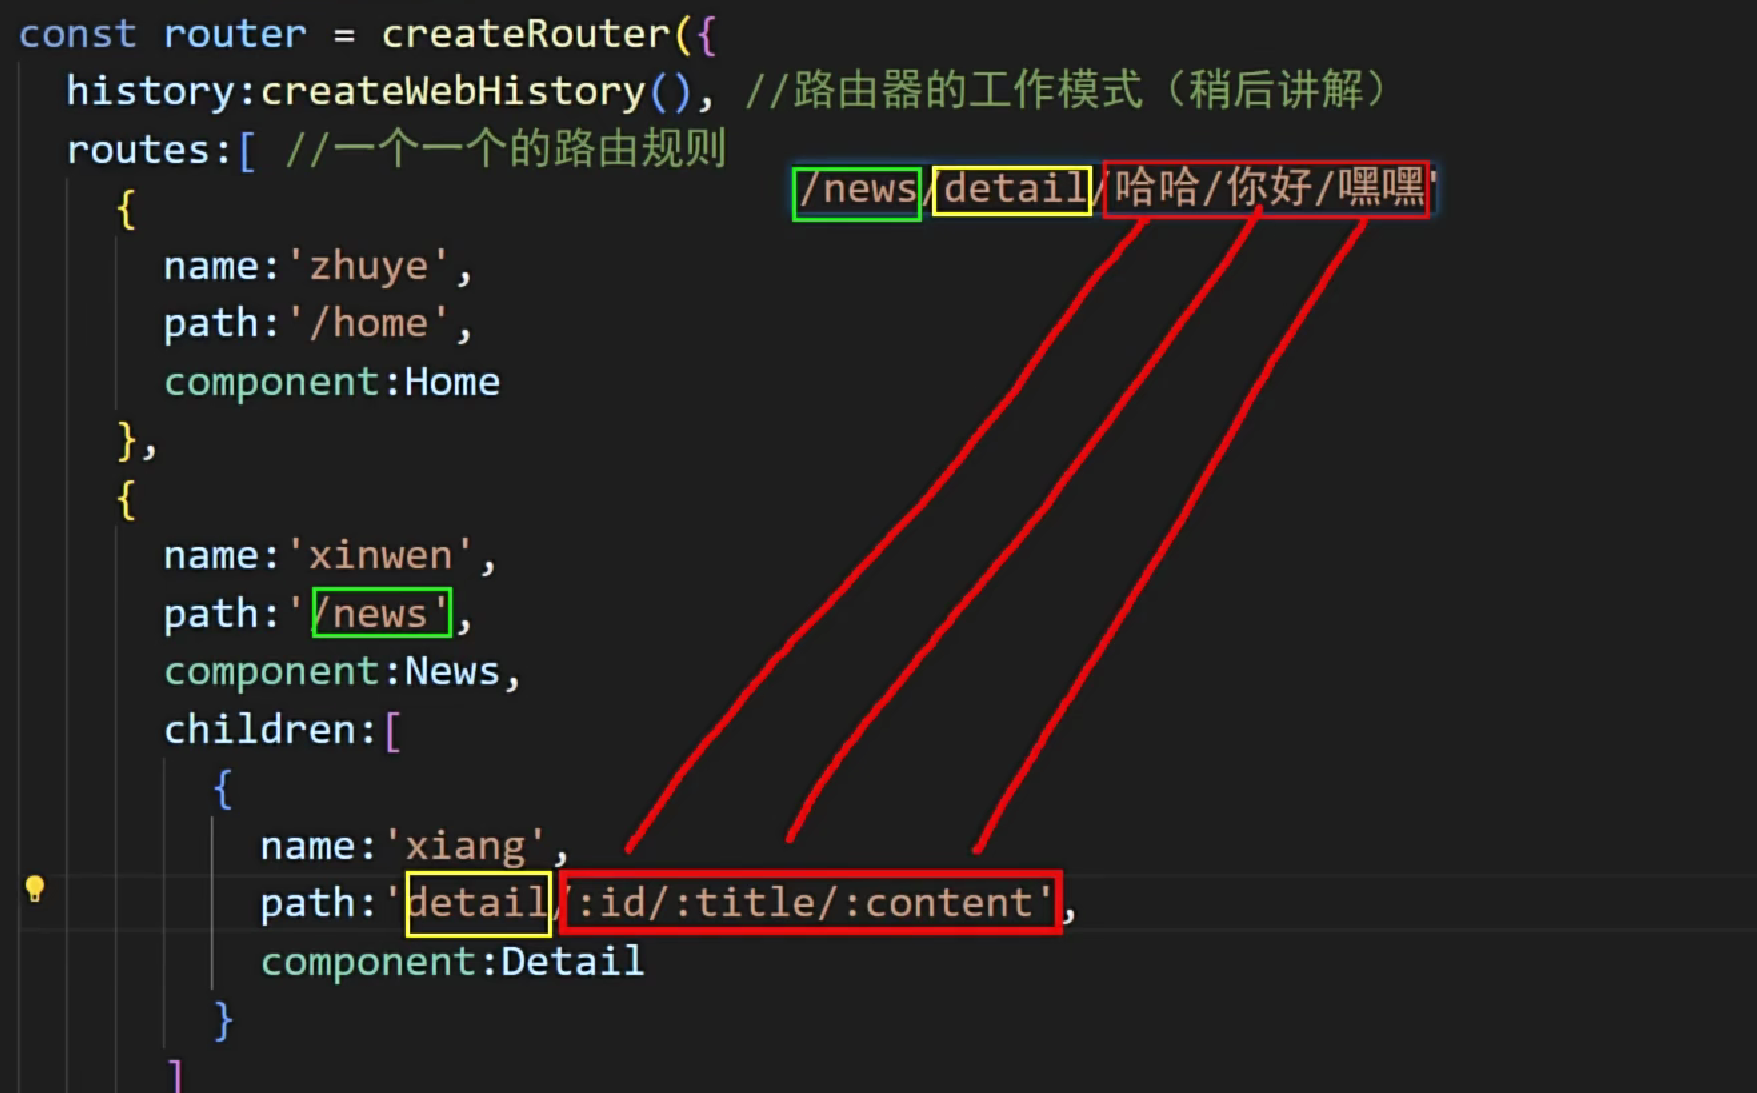 const router = createRouter({
history:createWebHistory(), //路由器的工作模式（稍后讲解）
routes:[ //一个一个的路由规则
/news/detail/哈哈/你好/嘿嘿'
{
name:'zhuye',
path:'/home',
component:Home
},
{
name:'xinwen',
path:'/news',
component:News,
children:[
{
name:'xiang',
path:'detail/:id/:title/:content',
component:Detail
}
]